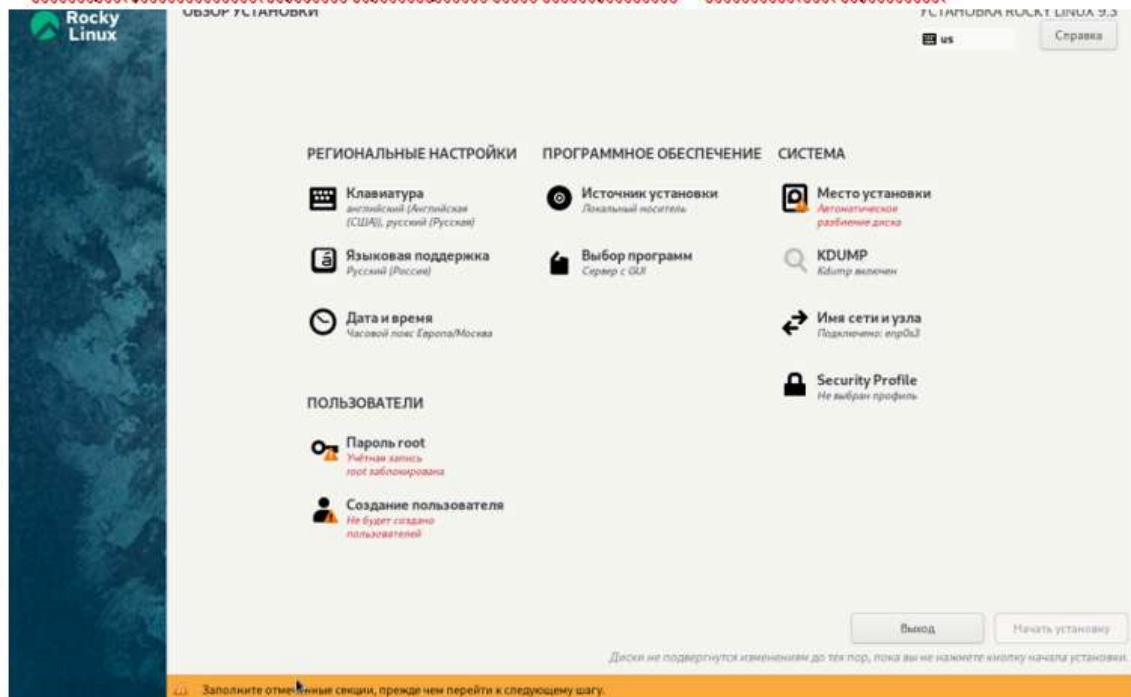 Rocky
Linux
ОБЗОР УСТАНОВКИ
УСТАНОВКА ROCKY LINUX 9.3
us
Справка
РЕГИОНАЛЬНЫЕ НАСТРОЙКИ
Клавиатура
английский (Английская
(США)), русский (Русская)
Языковая поддержка
Русский (Россия)
Дата и время
Часовой пояс Европа/Москва
ПРОГРАММНОЕ ОБЕСПЕЧЕНИЕ
Источник установки
Локальный носитель
Выбор программ
Сервер с GUI
СИСТЕМА
Место установки
Автоматическое
разбиение диска
KDUMP
Kdump включен
Имя сети и узла
Подключено: enp0s3
Security Profile
Не выбран профиль
ПОЛЬЗОВАТЕЛИ
Пароль root
Учётная запись
root заблокирована
Создание пользователя
Не будет создано
пользователей
Выход
Начать установку
Диски не подвергнутся изменениям до тех пор, пока вы не нажмете кнопку начала установки.
Заполните отмеченные секции, прежде чем перейти к следующему шагу.